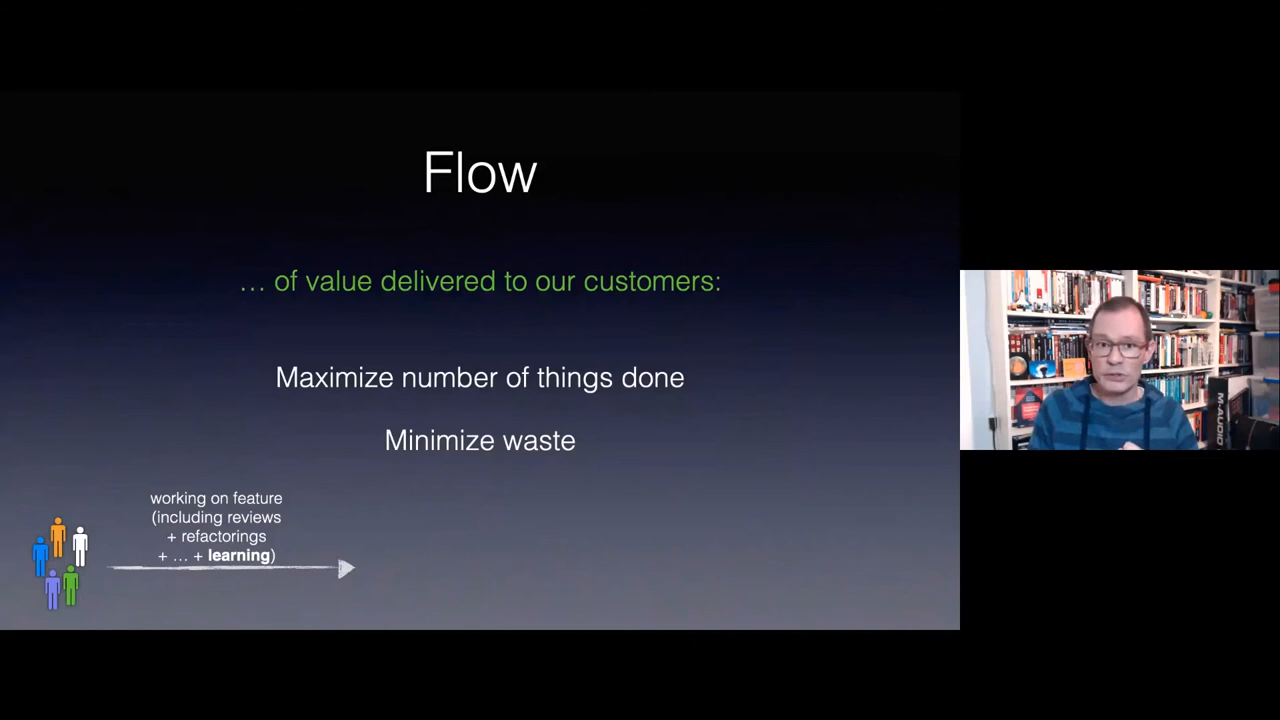 Flow
… of value delivered to our customers:
Maximize number of things done
Minimize waste
working on feature
(including reviews
+ refactorings
+ … + learning)
M-AUDIO